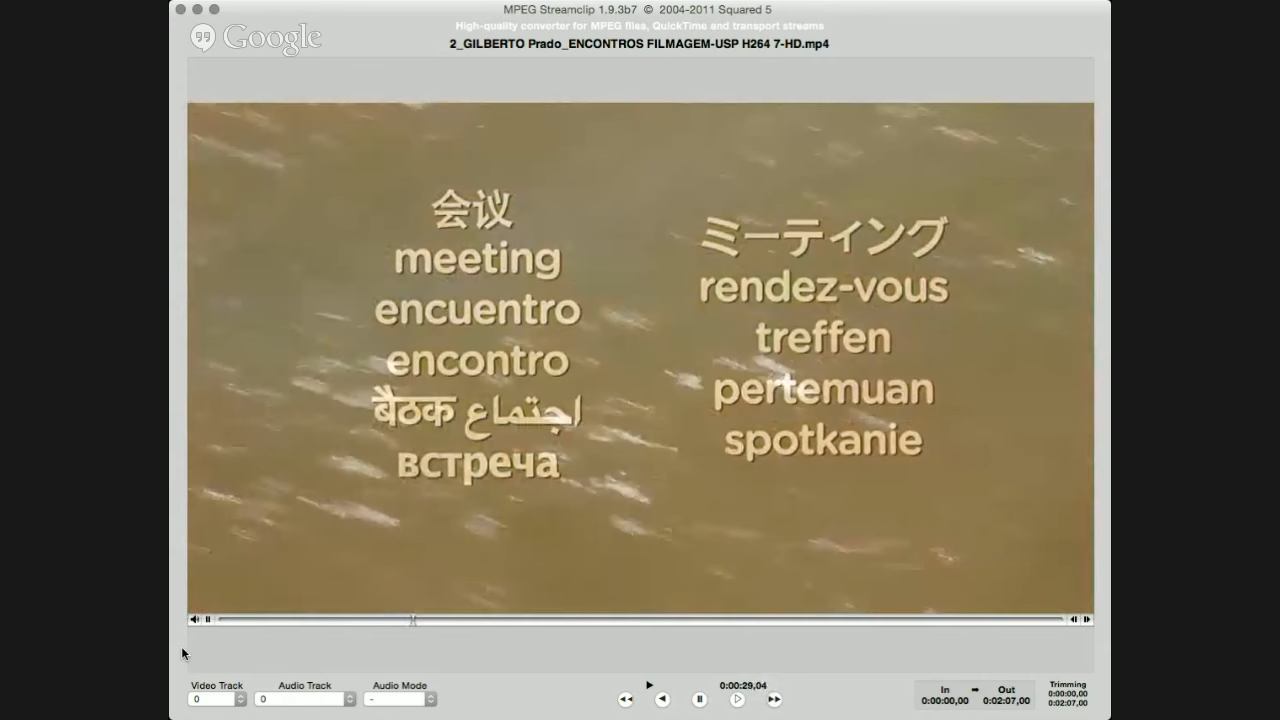 MPEG Streamclip 1.9.3b7 © 2004-2011 Squared 5
High-quality converter for MPEG files, QuickTime and transport streams
Google
2_GILBERTO Prado_ENCONTROS FILMAGEM-USP H264 7-HD.mp4
会议
meeting
encuentro
encontro
बैठक اجتماع
встреча
ミーティング
rendez-vous
treffen
pertemuan
spotkanie
Video Track
Audio Track
Audio Mode
0
0
-
0:00:29,04
In
Out
0:00:00,00
0:02:07,00
Trimming
0:00:00,00
0:02:07,00